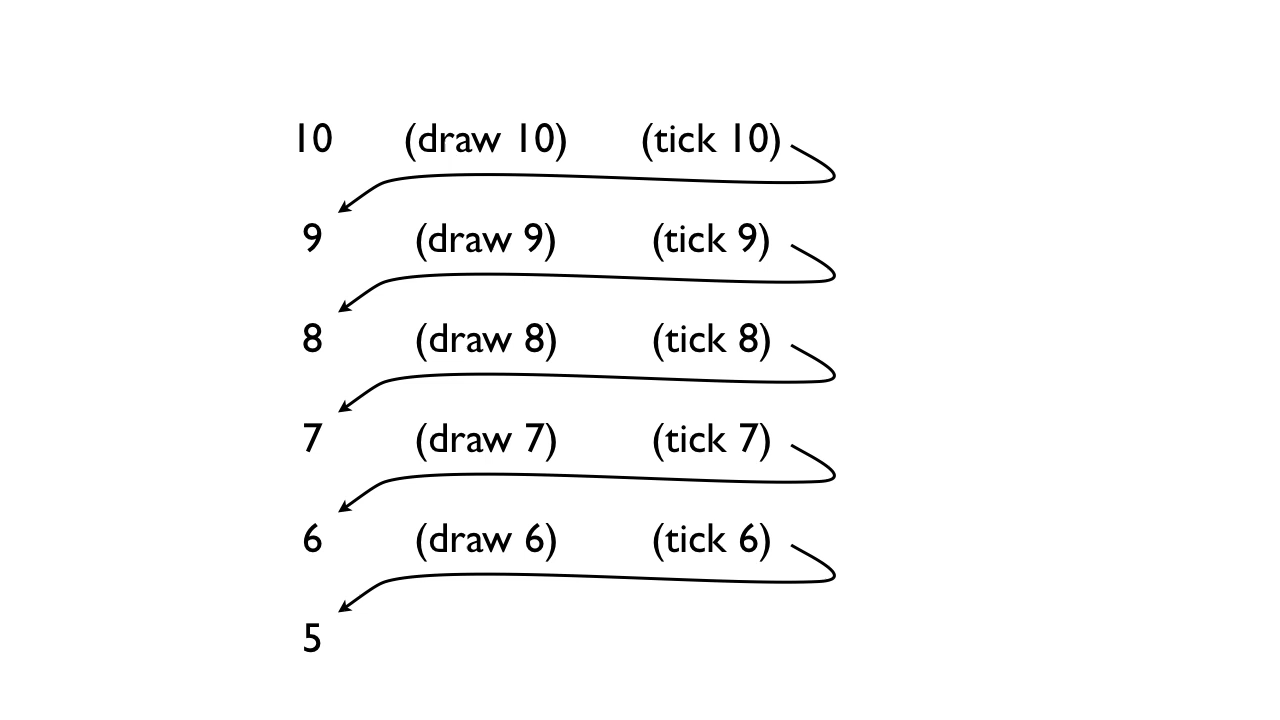 10 (draw 10) (tick 10)
9 (draw 9) (tick 9)
8 (draw 8) (tick 8)
7 (draw 7) (tick 7)
6 (draw 6) (tick 6)
5